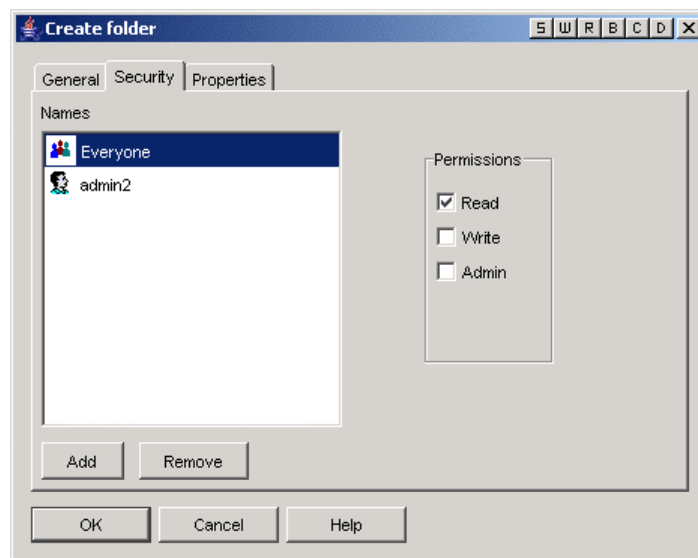 Create folder S W R B C D X
General Security Properties
Names
Everyone
admin2
Permissions
Read
Write
Admin
Add Remove
OK Cancel Help